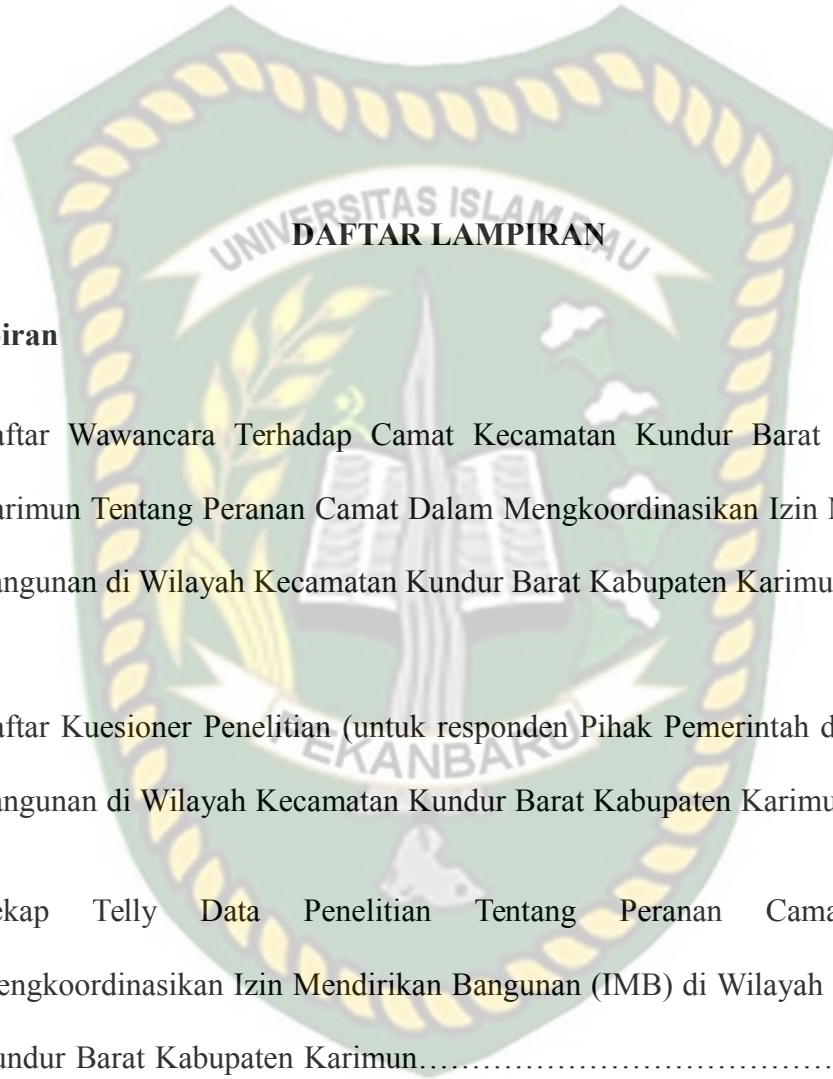 UNIVERSITAS ISLAM RIAU
DAFTAR LAMPIRAN
piran
aftar Wawancara Terhadap Camat Kecamatan Kundur Barat
arimun Tentang Peranan Camat Dalam Mengkoordinasikan Izin M
angunan di Wilayah Kecamatan Kundur Barat Kabupaten Karimu
aftar Kuesioner Penelitian (untuk responden Pihak Pemerintah d
PEKANBARU
angunan di Wilayah Kecamatan Kundur Barat Kabupaten Karimu
ekap Telly Data Penelitian Tentang Peranan Cama
engkoordinasikan Izin Mendirikan Bangunan (IMB) di Wilayah
undur Barat Kabupaten Karimun……………………………………